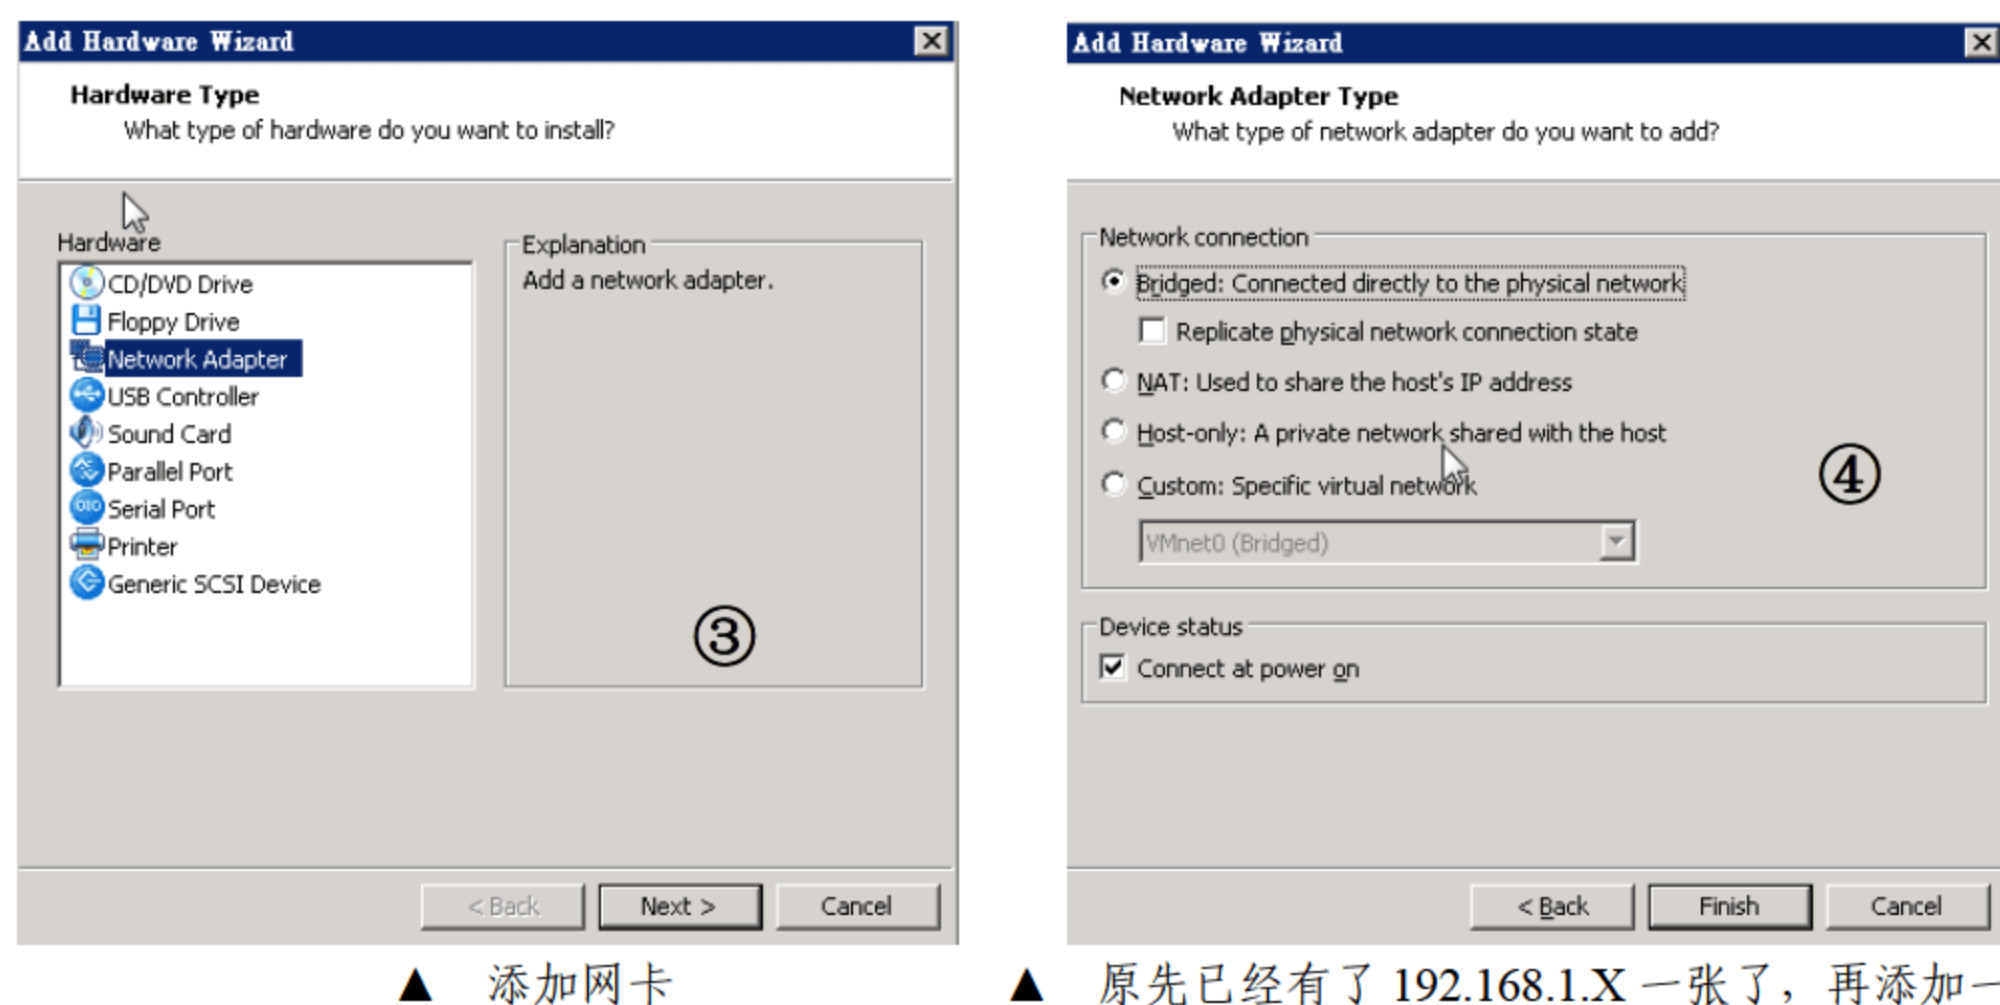 Add Hardware Wizard
Hardware Type
What type of hardware do you want to install?
Hardware
CD/DVD Drive
Floppy Drive
Network Adapter
USB Controller
Sound Card
Parallel Port
Serial Port
Printer
Generic SCSI Device
Explanation
Add a network adapter.
③
< Back
Next >
Cancel
▲ 添加网卡
Add Hardware Wizard
Network Adapter Type
What type of network adapter do you want to add?
Network connection
Bridged: Connected directly to the physical network
Replicate physical network connection state
NAT: Used to share the host's IP address
Host-only: A private network shared with the host
Custom: Specific virtual network
VMnet0 (Bridged)
④
Device status
Connect at power on
< Back
Finish
Cancel
▲ 原先已经有了 192.168.1.X 一张了，再添加一